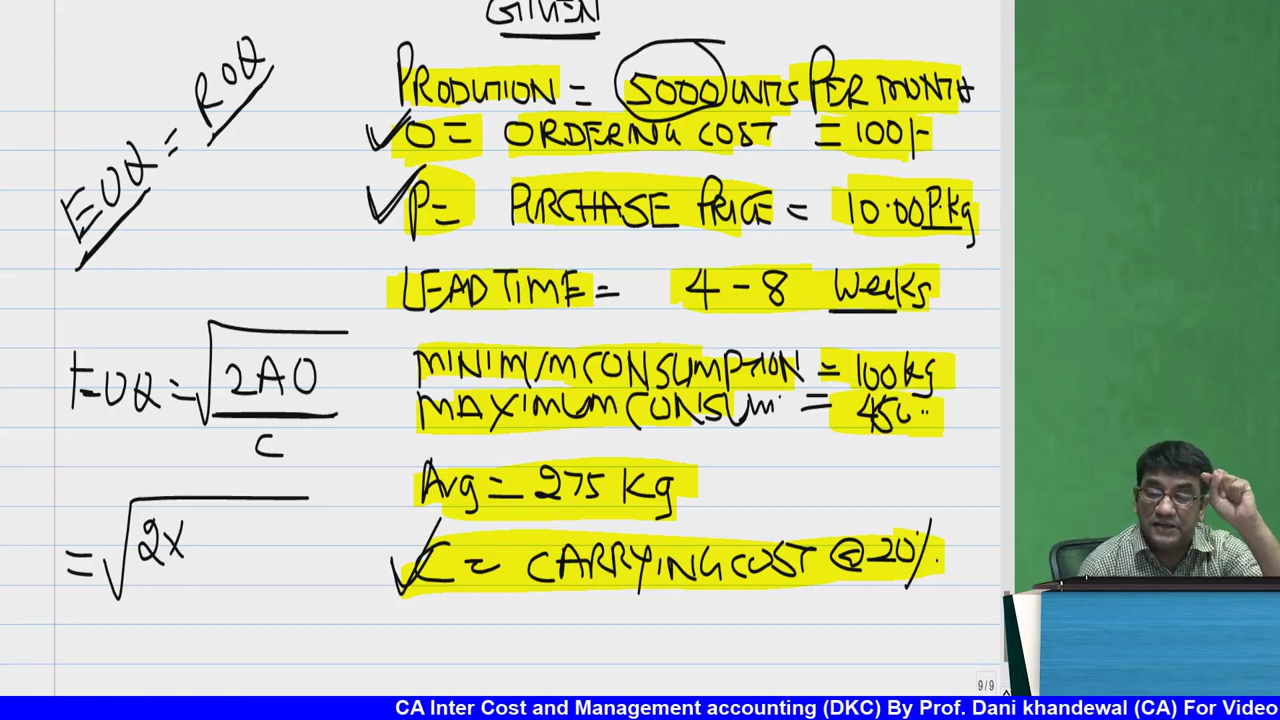 GIVEN
PRODUTION = 5000 UNITS PER MONTH
O = ORDERING COST = 100/-
P = PURCHASE PRICE = 10.00 P.Kg
LEAD TIME = 4 - 8 Weeks
MINIM/M CONSUMPTION = 100 kg
MAXIMUM CONSUM. = 450 "
Avg = 275 Kg
C = CARRYING COST @ 20%.
EOQ = ROQ
EOQ = √2AO/C
= √2x
9/9
CA Inter Cost and Management accounting (DKC) By Prof. Dani khandewal (CA) For Video